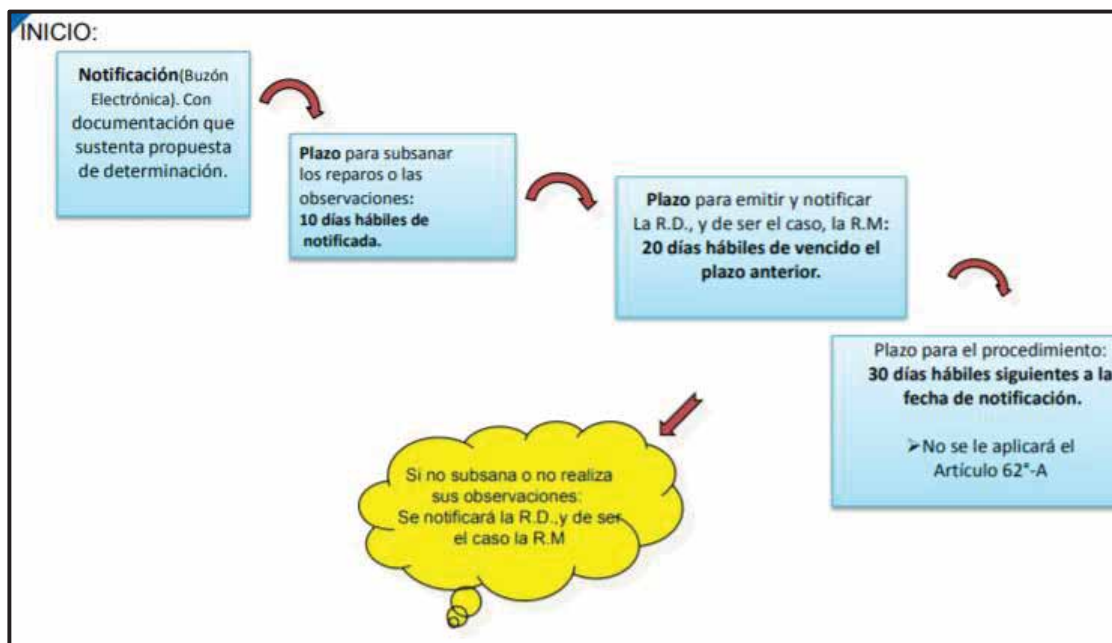 INICIO:
Notificación(Buzón
Electrónica). Con
documentación que
sustenta propuesta
de determinación.
Plazo para subsanar
los reparos o las
observaciones:
10 días hábiles de
notificada.
Plazo para emitir y notificar
La R.D., y de ser el caso, la R.M:
20 días hábiles de vencido el
plazo anterior.
Plazo para el procedimiento:
30 días hábiles siguientes a la
fecha de notificación.
➢No se le aplicará el
Artículo 62°-A
Si no subsana o no realiza
sus observaciones:
Se notificará la R.D.,y de ser
el caso la R.M